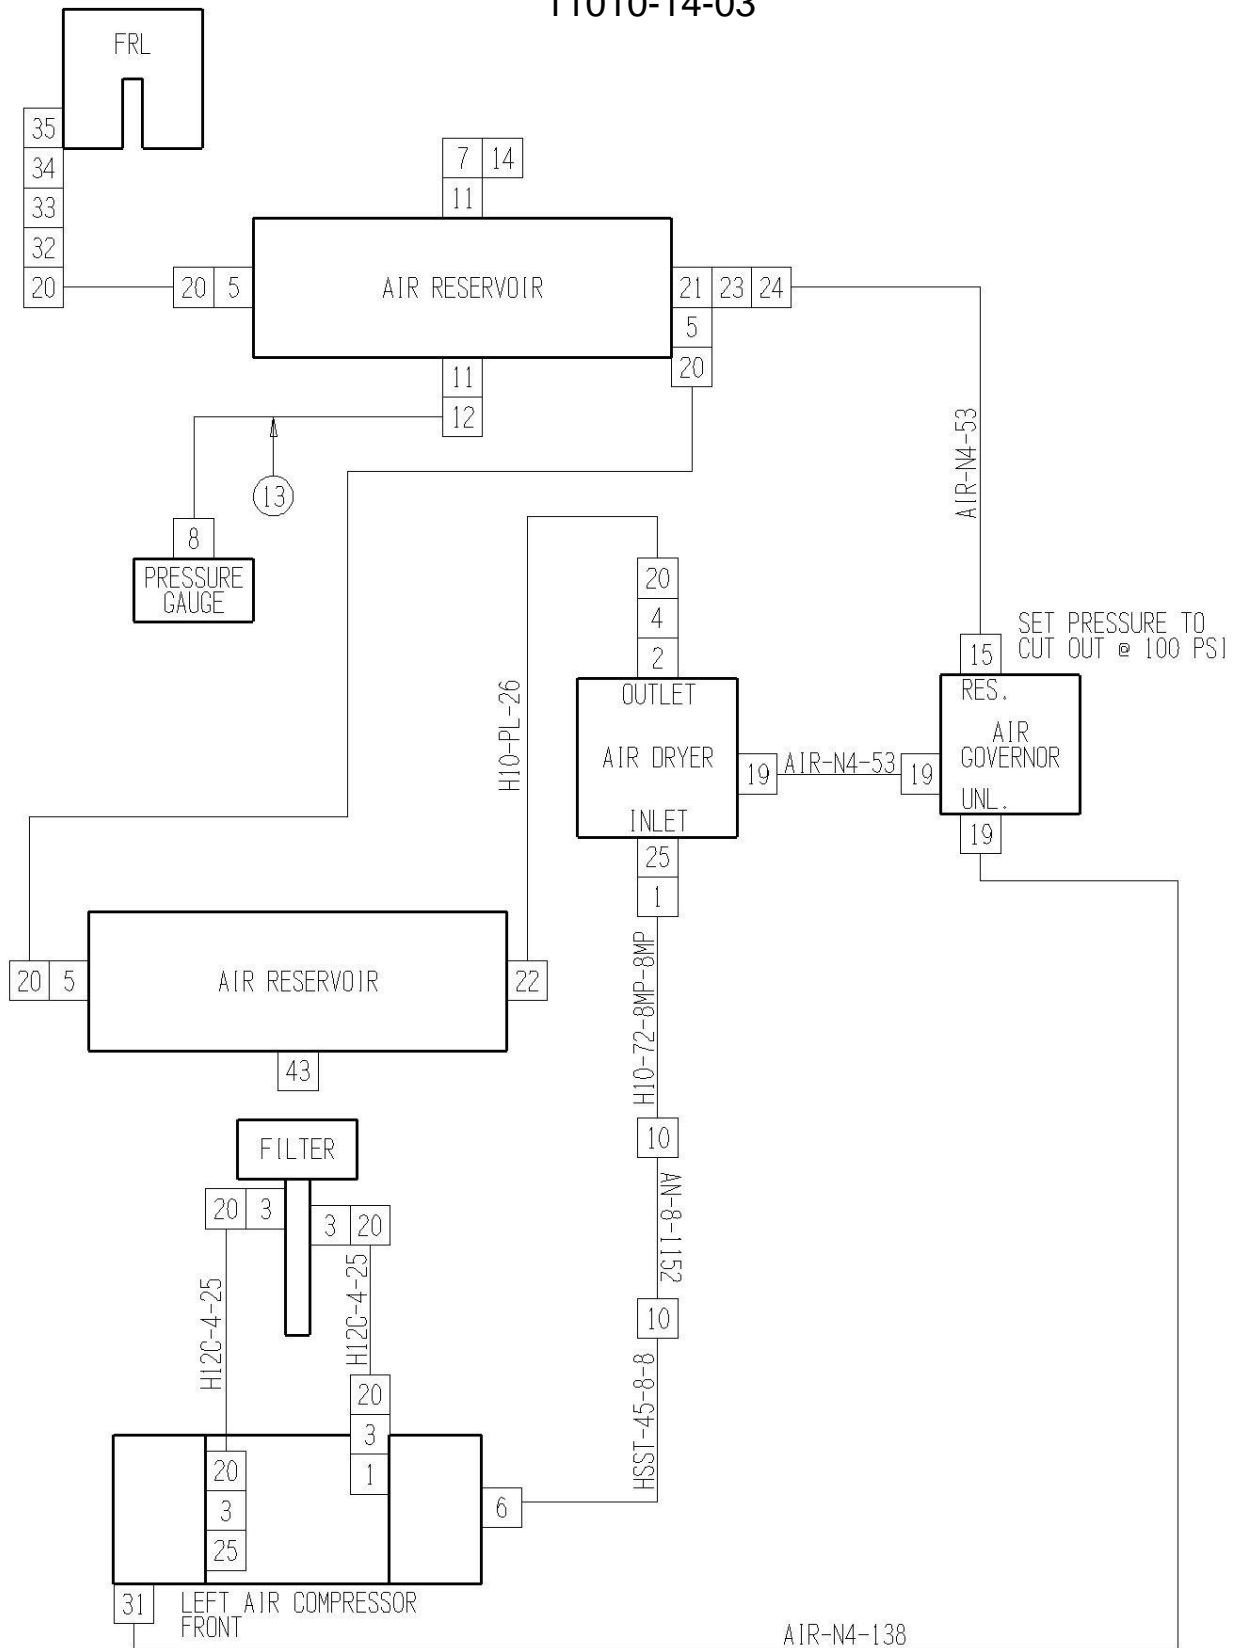 11010-14-03
FRL
35
34
33
32
20
7 14
11
20 5
AIR RESERVOIR
21 23 24
5
20
11
12
13
8
PRESSURE
GAUGE
AIR-N4-53
20
4
2
OUTLET
AIR DRYER
INLET
H10-PL-26
15
SET PRESSURE TO
CUT OUT @ 100 PSI
RES.
AIR
GOVERNOR
UNL.
19
AIR-N4-53
19
19
25
1
20 5
AIR RESERVOIR
22
43
H10-72-8MP-8MP
10
AN-8-1152
10
HSST-45-8-8
FILTER
20 3
3 20
H12C-4-25
H12C-4-25
20
3
1
20
3
25
6
31
LEFT AIR COMPRESSOR
FRONT
AIR-N4-138